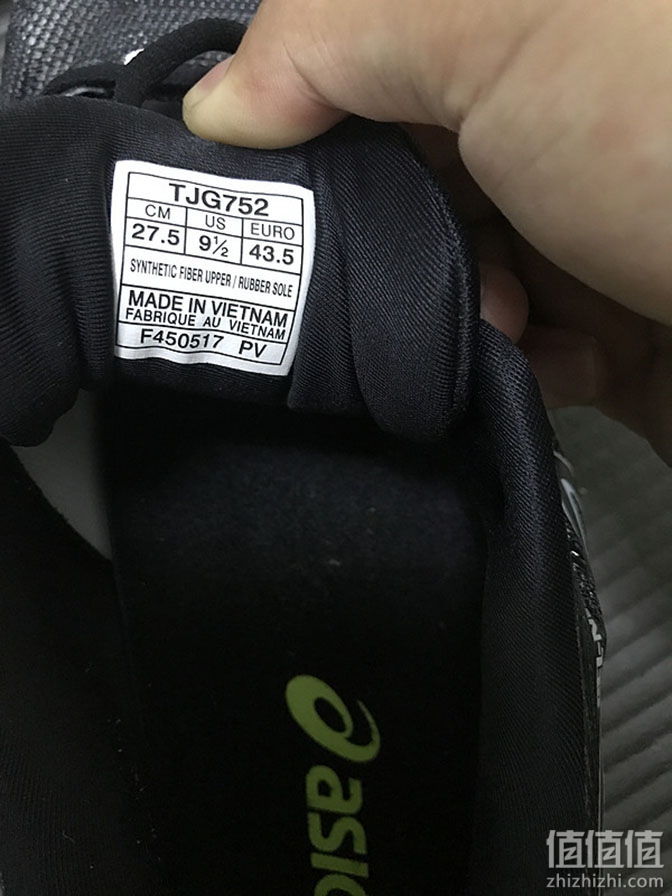 TJG752
CM US EURO
27.5 9½ 43.5
SYNTHETIC FIBER UPPER / RUBBER SOLE
MADE IN VIETNAM
FABRIQUE AU VIETNAM
F450517 PV
asic
值值值
zhizhizhi.com